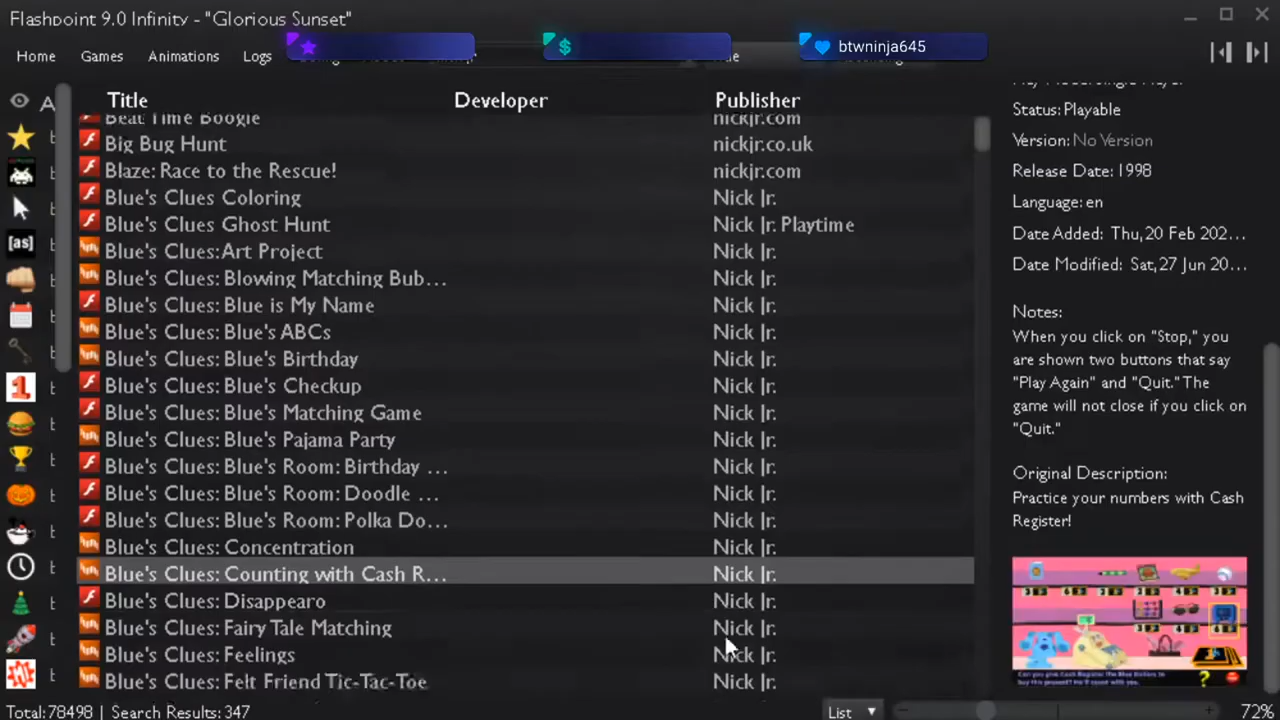 Flashpoint 9.0 Infinity - "Glorious Sunset"
btwninja645
Home Games Animations Logs
Title Developer Publisher
Beat Time Boogie nickjr.com
Big Bug Hunt nickjr.co.uk
Blaze: Race to the Rescue! nickjr.com
Blue's Clues Coloring Nick Jr.
Blue's Clues Ghost Hunt Nick Jr. Playtime
Blue's Clues: Art Project Nick Jr.
Blue's Clues: Blowing Matching Bub... Nick Jr.
Blue's Clues: Blue is My Name Nick Jr.
Blue's Clues: Blue's ABCs Nick Jr.
Blue's Clues: Blue's Birthday Nick Jr.
Blue's Clues: Blue's Checkup Nick Jr.
Blue's Clues: Blue's Matching Game Nick Jr.
Blue's Clues: Blue's Pajama Party Nick Jr.
Blue's Clues: Blue's Room: Birthday ... Nick Jr.
Blue's Clues: Blue's Room: Doodle ... Nick Jr.
Blue's Clues: Blue's Room: Polka Do... Nick Jr.
Blue's Clues: Concentration Nick Jr.
Blue's Clues: Counting with Cash R... Nick Jr.
Blue's Clues: Disappearo Nick Jr.
Blue's Clues: Fairy Tale Matching Nick Jr.
Blue's Clues: Feelings Nick Jr.
Blue's Clues: Felt Friend Tic-Tac-Toe Nick Jr.
Status: Playable
Version: No Version
Release Date: 1998
Language: en
Date Added: Thu, 20 Feb 202...
Date Modified: Sat, 27 Jun 20...
Notes:
When you click on "Stop," you
are shown two buttons that say
"Play Again" and "Quit." The
game will not close if you click on
"Quit."
Original Description:
Practice your numbers with Cash
Register!
Total: 78498 | Search Results: 347
List
72%